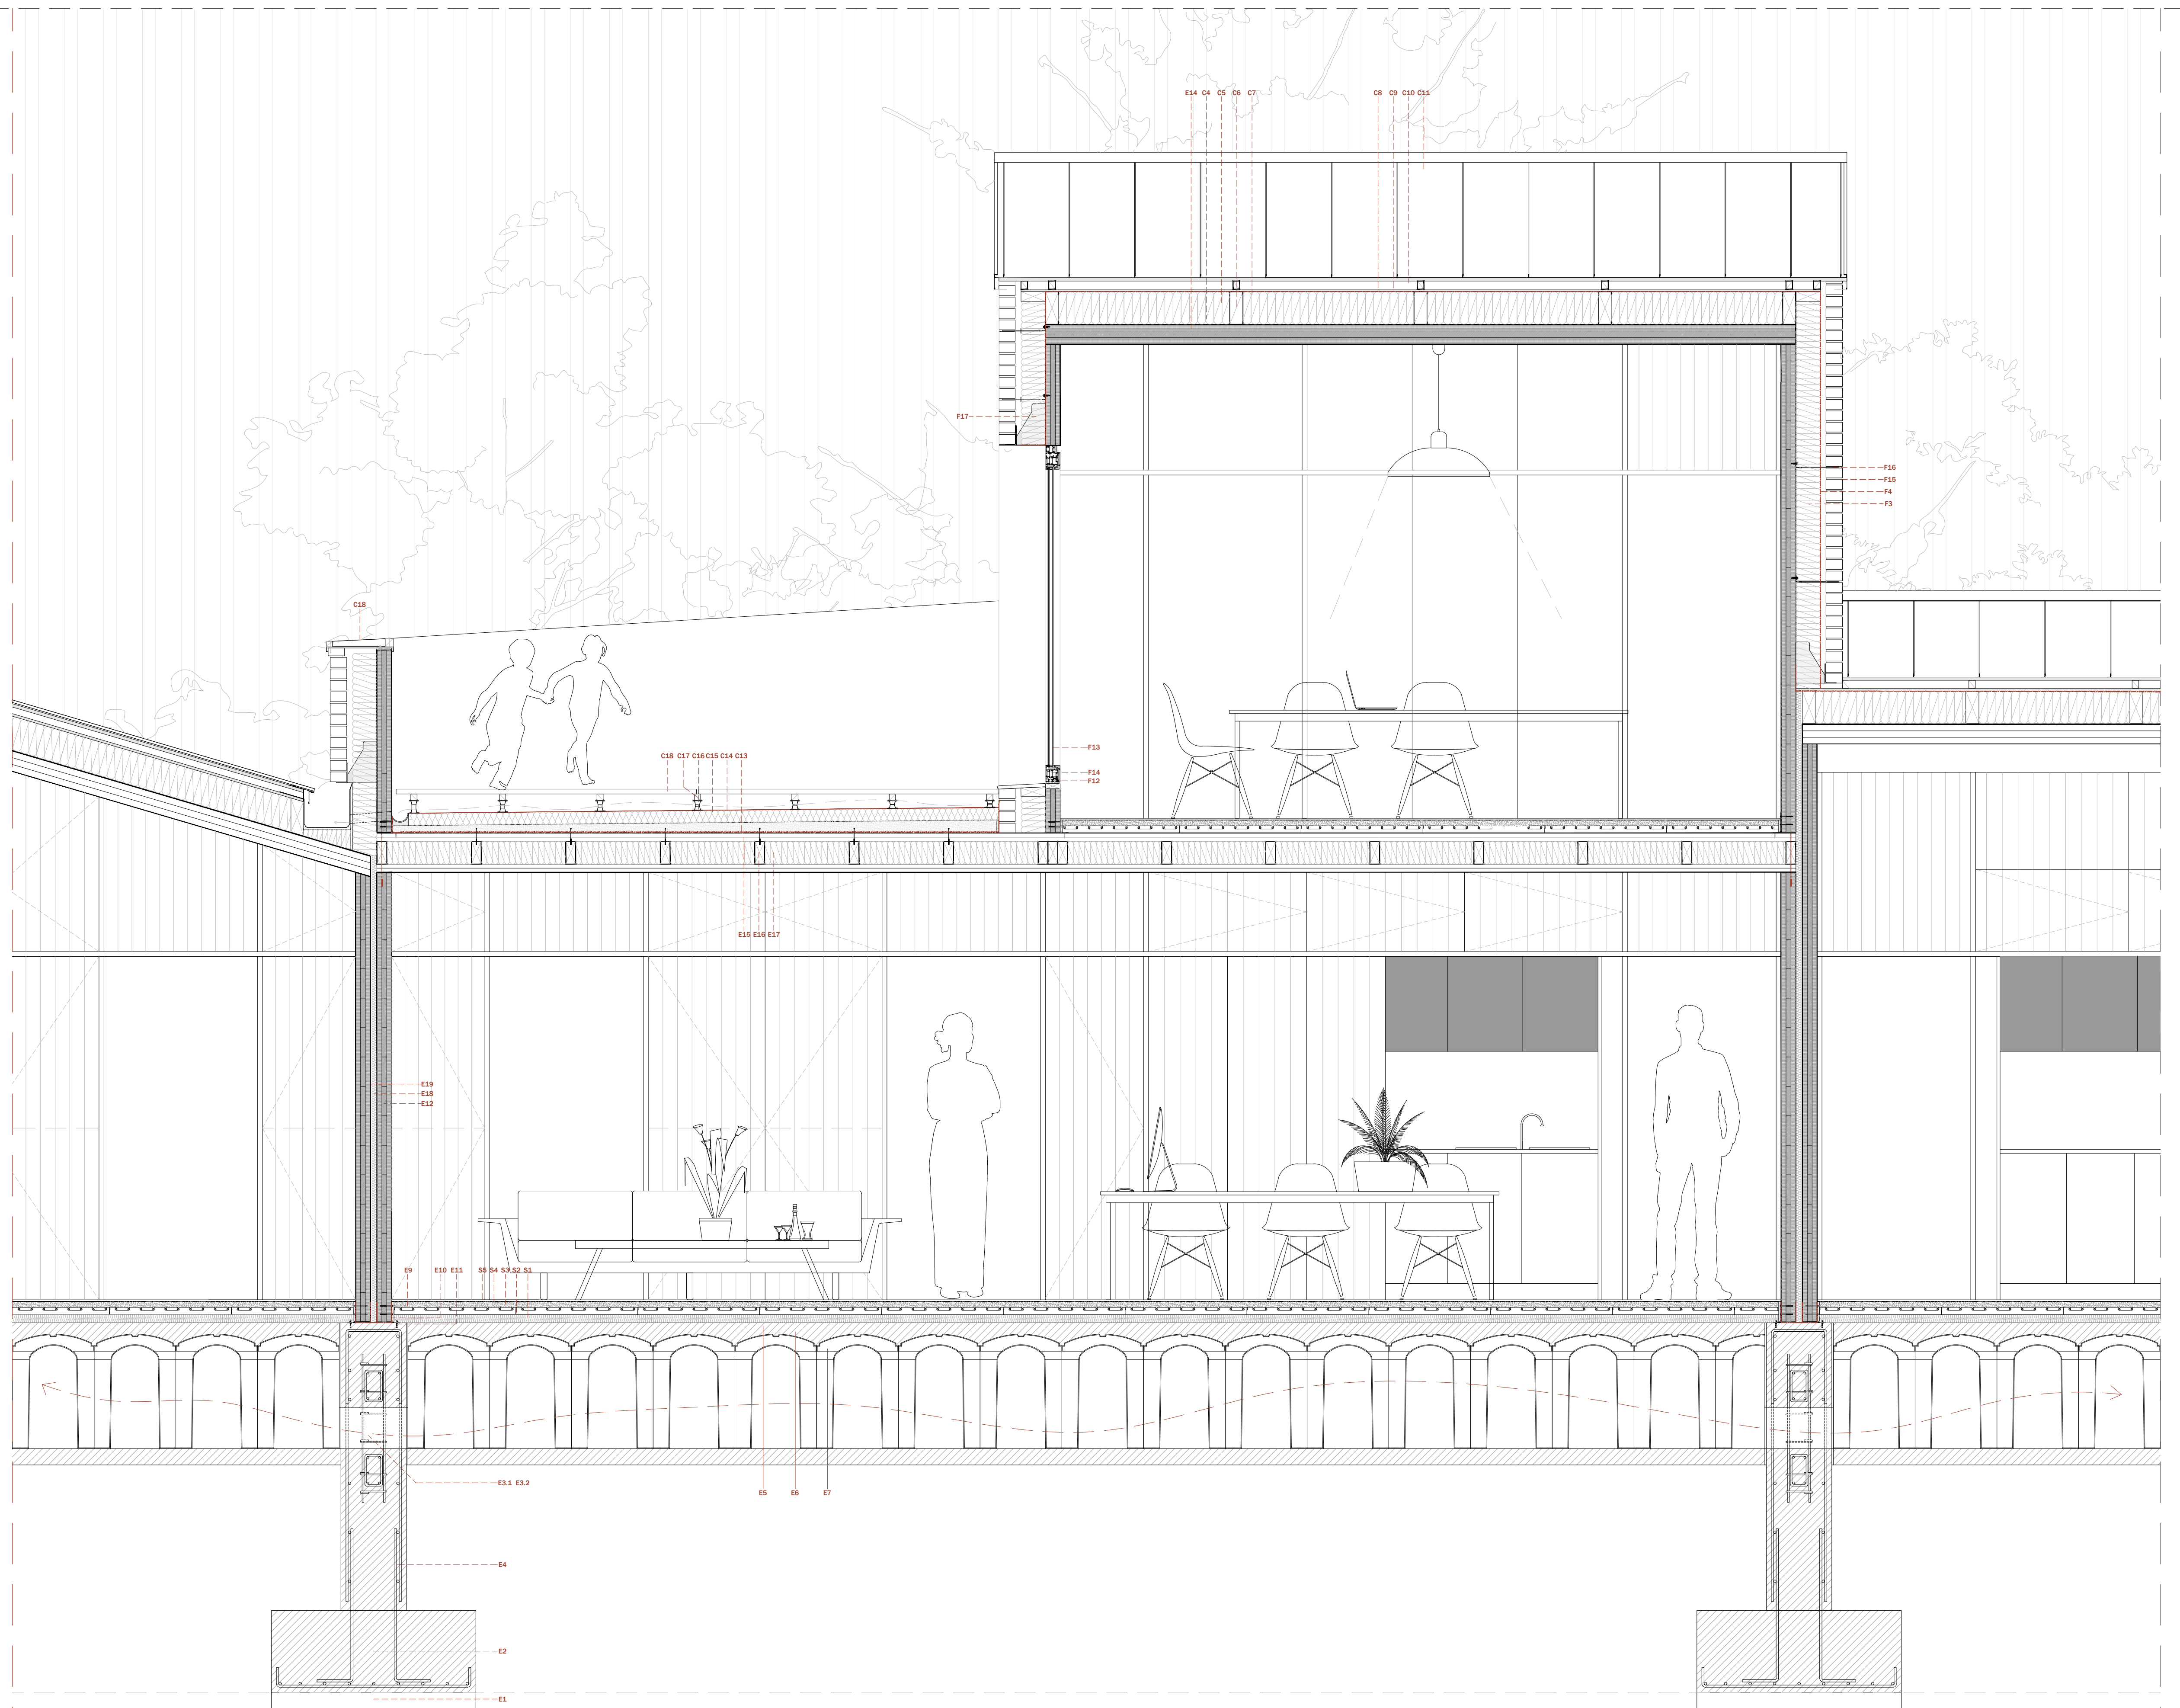 E14 C4 C5 C6 C7 C8 C9 C10 C11
F17
F16
F15
F4
F3
C18
F13
C18 C17 C16 C15 C14 C13
F14
F12
E15 E16 E17
E19
E18
E12
E9 E10 E11 S5 S4 S3 S2 S1
E3.1 E3.2
E5 E6 E7
E4
E2
E1